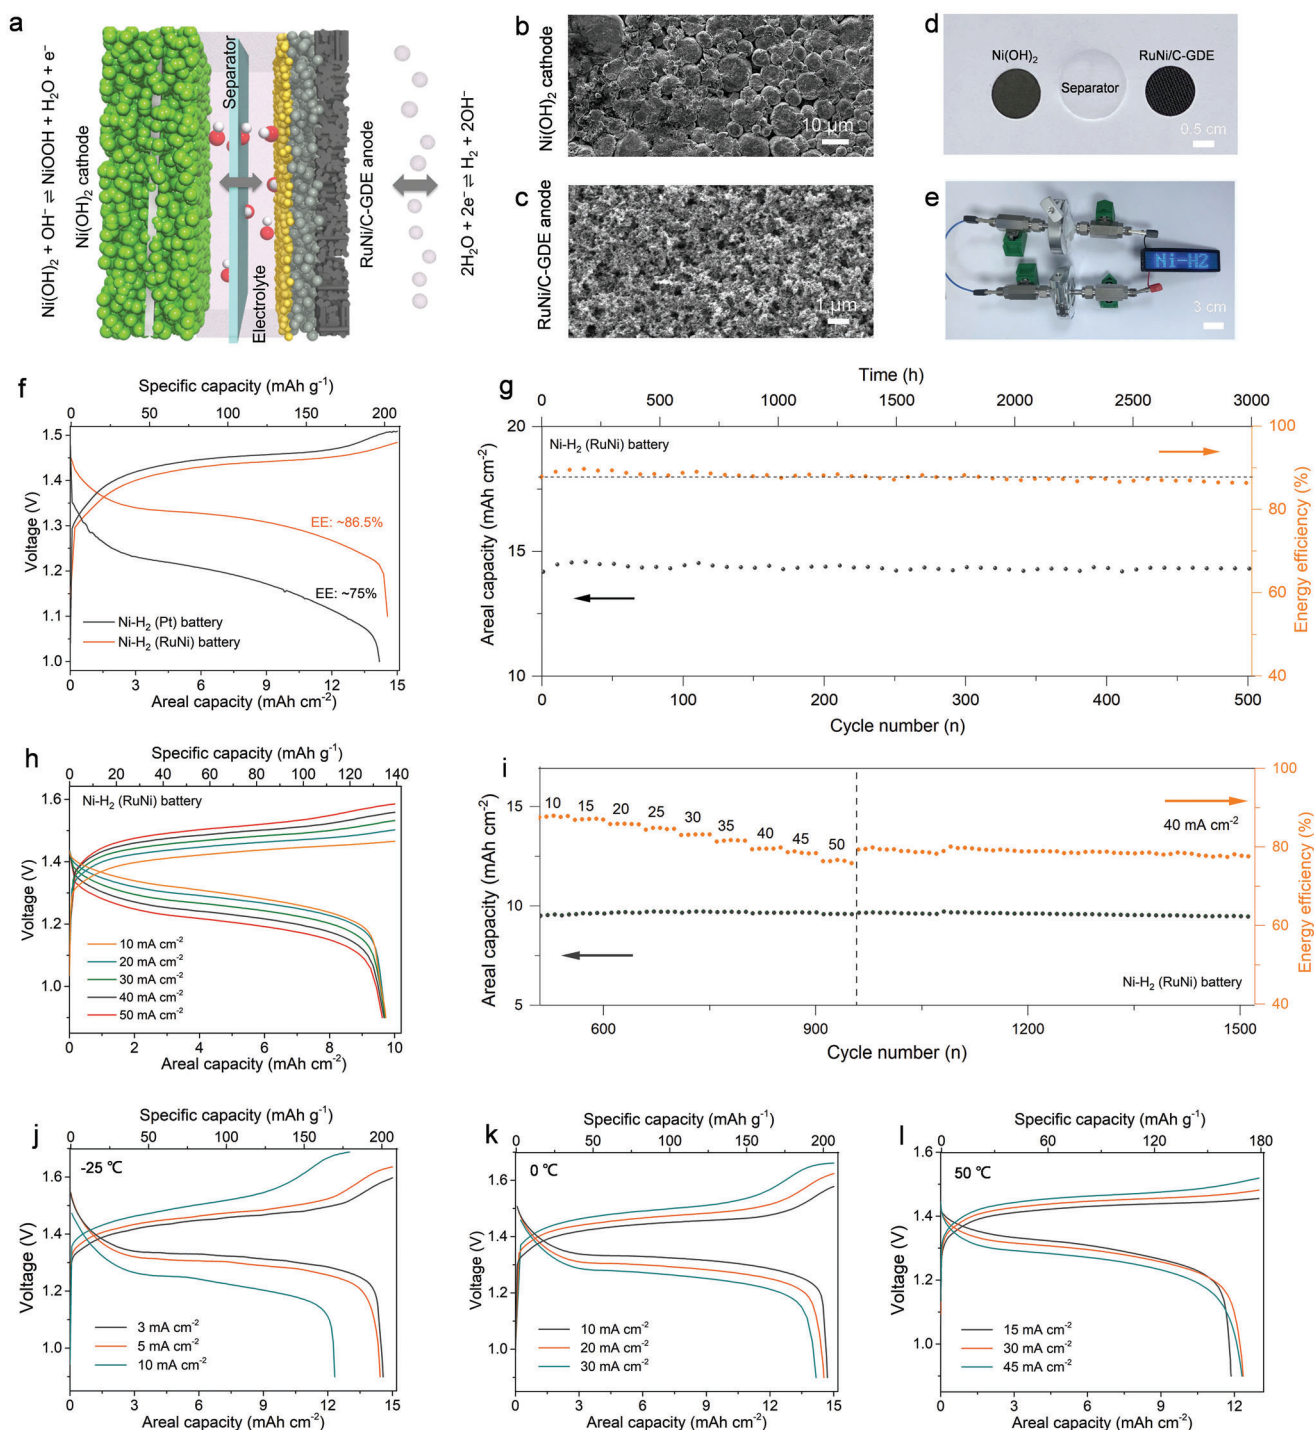 a
Ni(OH)₂ + OH⁻ ⇌ NiOOH + H₂O + e⁻
Ni(OH)₂ cathode
Separator
Electrolyte
RuNi/C-GDE anode
2H₂O + 2e⁻ ⇌ H₂ + 2OH⁻
b
Ni(OH)₂ cathode
10 μm
c
RuNi/C-GDE anode
1 μm
d
Ni(OH)₂
Separator
RuNi/C-GDE
0.5 cm
e
Ni-H2
3 cm
f
Specific capacity (mAh g⁻¹)
0 50 100 150 200
Voltage (V)
1.5
1.4
1.3
1.2
1.1
1.0
EE: ~86.5%
EE: ~75%
Ni-H₂ (Pt) battery
Ni-H₂ (RuNi) battery
0 3 6 9 12 15
Areal capacity (mAh cm⁻²)
g
Time (h)
0 500 1000 1500 2000 2500 3000
Areal capacity (mAh cm⁻²)
20
15
10
Ni-H₂ (RuNi) battery
100
80
60
40
Energy efficiency (%)
0 100 200 300 400 500
Cycle number (n)
h
Specific capacity (mAh g⁻¹)
0 20 40 60 80 100 120 140
Ni-H₂ (RuNi) battery
Voltage (V)
1.6
1.4
1.2
1.0
10 mA cm⁻²
20 mA cm⁻²
30 mA cm⁻²
40 mA cm⁻²
50 mA cm⁻²
0 2 4 6 8 10
Areal capacity (mAh cm⁻²)
i
Areal capacity (mAh cm⁻²)
15
10
5
10 15 20 25 30 35 40 45 50
40 mA cm⁻²
Ni-H₂ (RuNi) battery
100
80
60
40
Energy efficiency (%)
600 900 1200 1500
Cycle number (n)
j
Specific capacity (mAh g⁻¹)
0 50 100 150 200
-25 ℃
Voltage (V)
1.6
1.4
1.2
1.0
3 mA cm⁻²
5 mA cm⁻²
10 mA cm⁻²
0 3 6 9 12 15
Areal capacity (mAh cm⁻²)
k
Specific capacity (mAh g⁻¹)
0 50 100 150 200
0 ℃
Voltage (V)
1.6
1.4
1.2
1.0
10 mA cm⁻²
20 mA cm⁻²
30 mA cm⁻²
0 3 6 9 12 15
Areal capacity (mAh cm⁻²)
l
Specific capacity (mAh g⁻¹)
0 60 120 180
50 ℃
Voltage (V)
1.6
1.4
1.2
1.0
15 mA cm⁻²
30 mA cm⁻²
45 mA cm⁻²
0 3 6 9 12
Areal capacity (mAh cm⁻²)